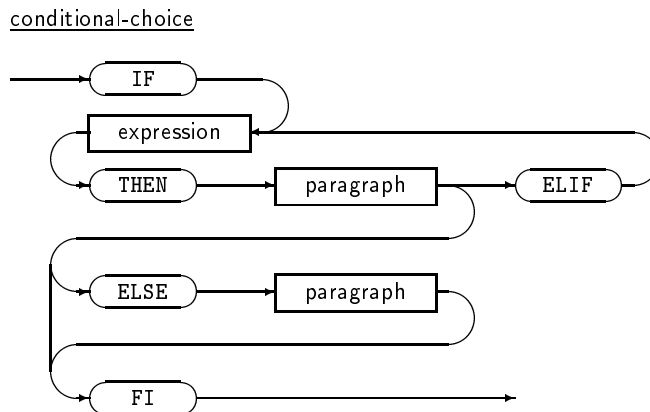 conditional-choice
IF
expression
THEN paragraph ELIF
ELSE paragraph
FI